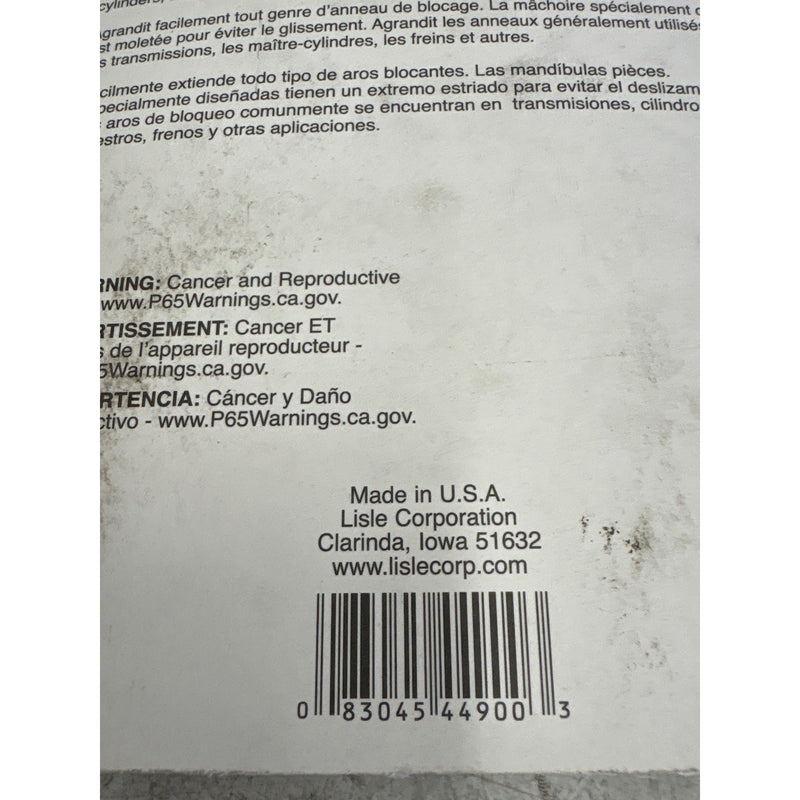 cylinders,
Agrandit facilement tout genre d'anneau de blocage. La mâchoire spécialement
st moletée pour éviter le glissement. Agrandit les anneaux généralement utilisés
s transmissions, les maître-cylindres, les freins et autres.
cilmente extiende todo tipo de aros blocantes. Las mandíbulas pièces.
pecialmente diseñadas tienen un extremo estriado para evitar el deslizam
aros de bloqueo comunmente se encuentran en transmisiones, cilindro
estros, frenos y otras aplicaciones.
RNING: Cancer and Reproductive
www.P65Warnings.ca.gov.
RTISSEMENT: Cancer ET
s de l'appareil reproducteur -
5Warnings.ca.gov.
RTENCIA: Cáncer y Daño
ctivo - www.P65Warnings.ca.gov.
Made in U.S.A.
Lisle Corporation
Clarinda, Iowa 51632
www.lislecorp.com
0 83045 44900 3